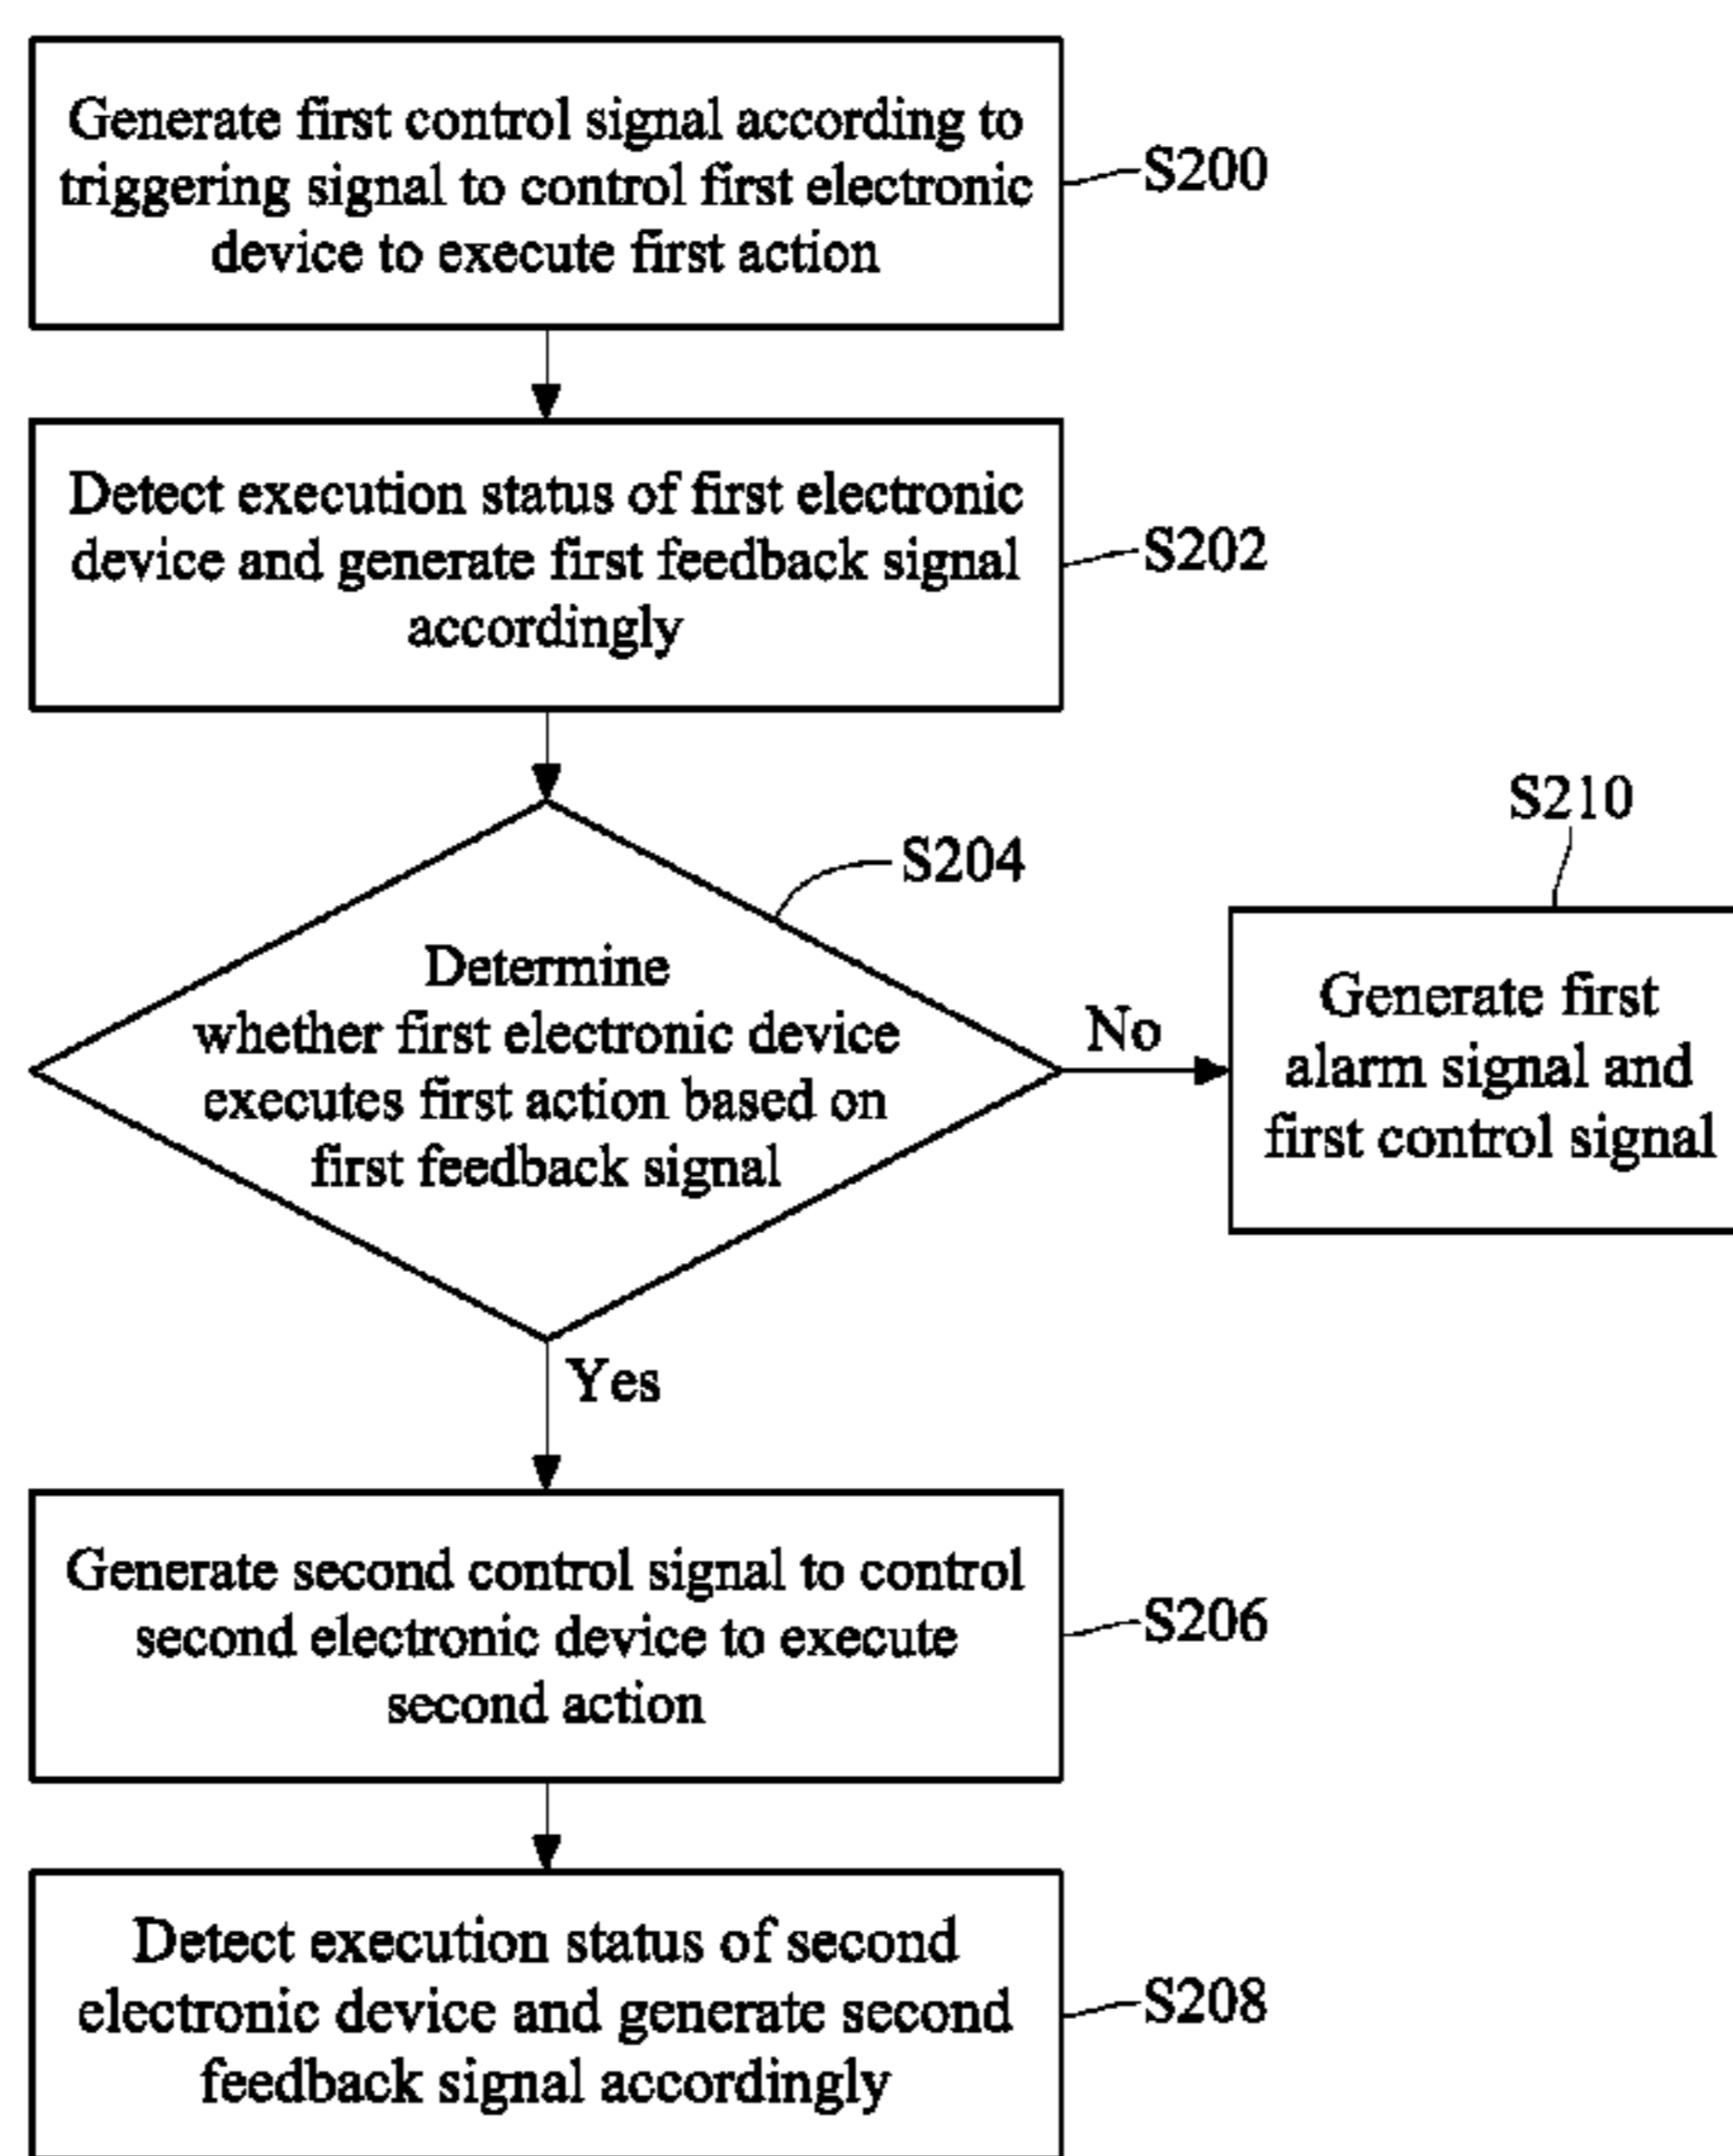 Generate first control signal according to
triggering signal to control first electronic
device to execute first action
S200
Detect execution status of first electronic
device and generate first feedback signal
accordingly
S202
S204
Determine
whether first electronic device
executes first action based on
first feedback signal
No
S210
Generate first
alarm signal and
first control signal
Yes
Generate second control signal to control
second electronic device to execute
second action
S206
Detect execution status of second
electronic device and generate second
feedback signal accordingly
S208